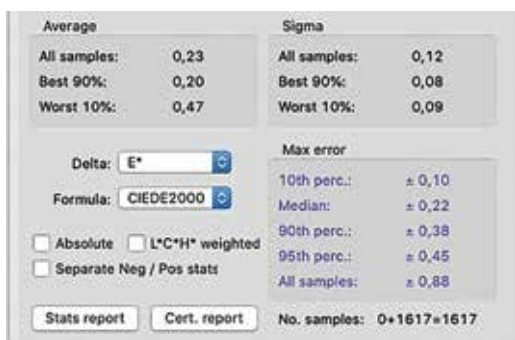 Average
All samples: 0,23
Best 90%: 0,20
Worst 10%: 0,47
Sigma
All samples: 0,12
Best 90%: 0,08
Worst 10%: 0,09
Delta: E*
Formula: CIEDE2000
Absolute L*C*H* weighted
Separate Neg / Pos stats
Stats report Cert. report
Max error
10th perc.: ± 0,10
Median: ± 0,22
90th perc.: ± 0,38
95th perc.: ± 0,45
All samples: ± 0,88
No. samples: 0+1617=1617